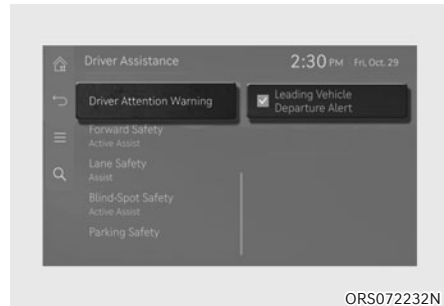 Driver Assistance
2:30 PM Fri, Oct. 29
Driver Attention Warning
Leading Vehicle
Departure Alert
Forward Safety
Active Assist
Lane Safety
Assist
Blind-Spot Safety
Active Assist
Parking Safety
ORS072232N